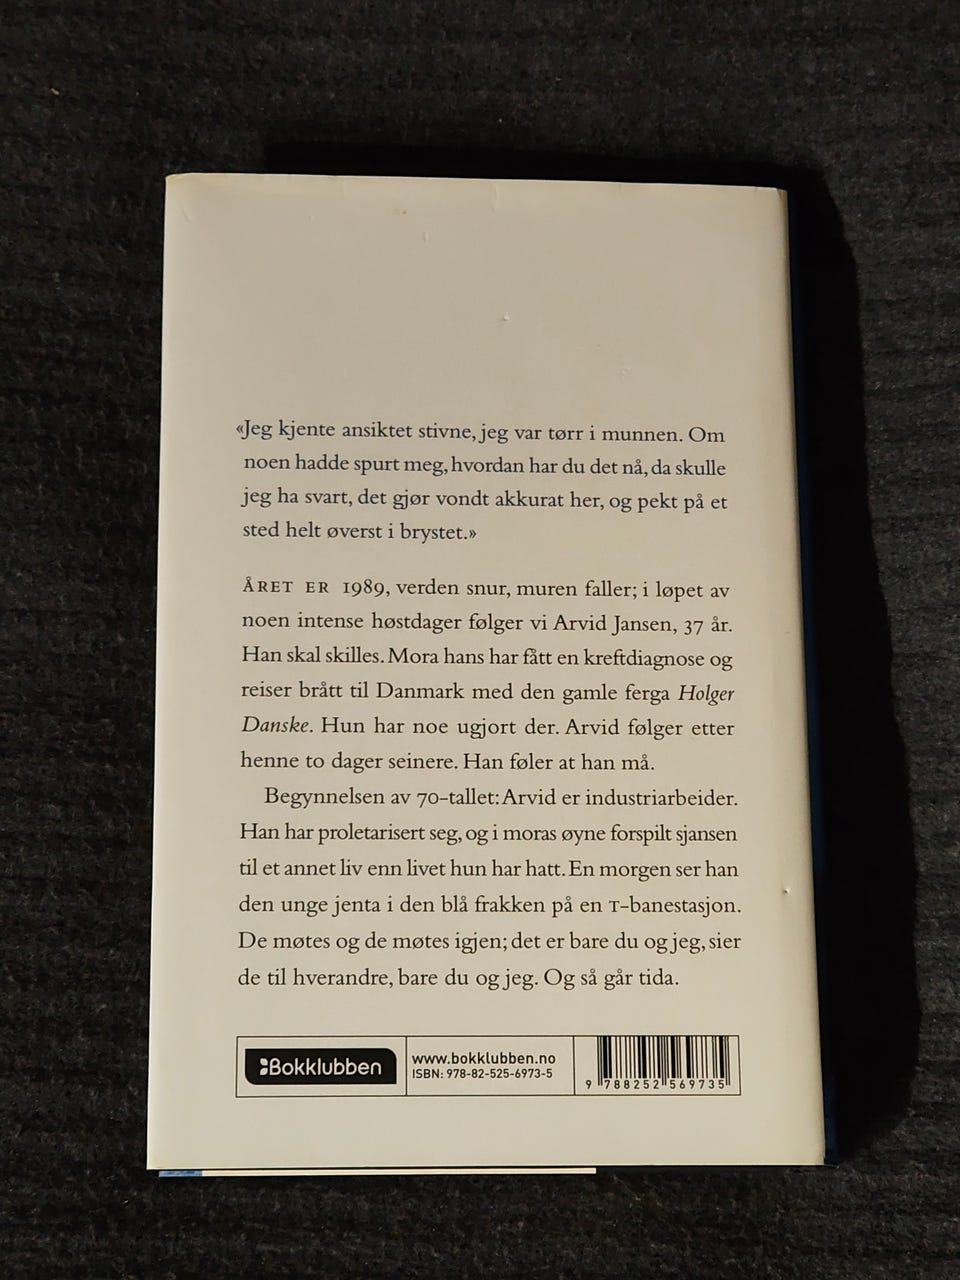 «Jeg kjente ansiktet stivne, jeg var tørr i munnen. Om
noen hadde spurt meg, hvordan har du det nå, da skulle
jeg ha svart, det gjør vondt akkurat her, og pekt på et
sted helt øverst i brystet.»
ÅRET ER 1989, verden snur, muren faller; i løpet av
noen intense høstdager følger vi Arvid Jansen, 37 år.
Han skal skilles. Mora hans har fått en kreftdiagnose og
reiser brått til Danmark med den gamle ferga Holger
Danske. Hun har noe ugjort der. Arvid følger etter
henne to dager seinere. Han føler at han må.
Begynnelsen av 70-tallet: Arvid er industriarbeider.
Han har proletarisert seg, og i moras øyne forspilt sjansen
til et annet liv enn livet hun har hatt. En morgen ser han
den unge jenta i den blå frakken på en T-banestasjon.
De møtes og de møtes igjen; det er bare du og jeg, sier
de til hverandre, bare du og jeg. Og så går tida.
Bokklubben
www.bokklubben.no
ISBN: 978-82-525-6973-5
9 788252 569735